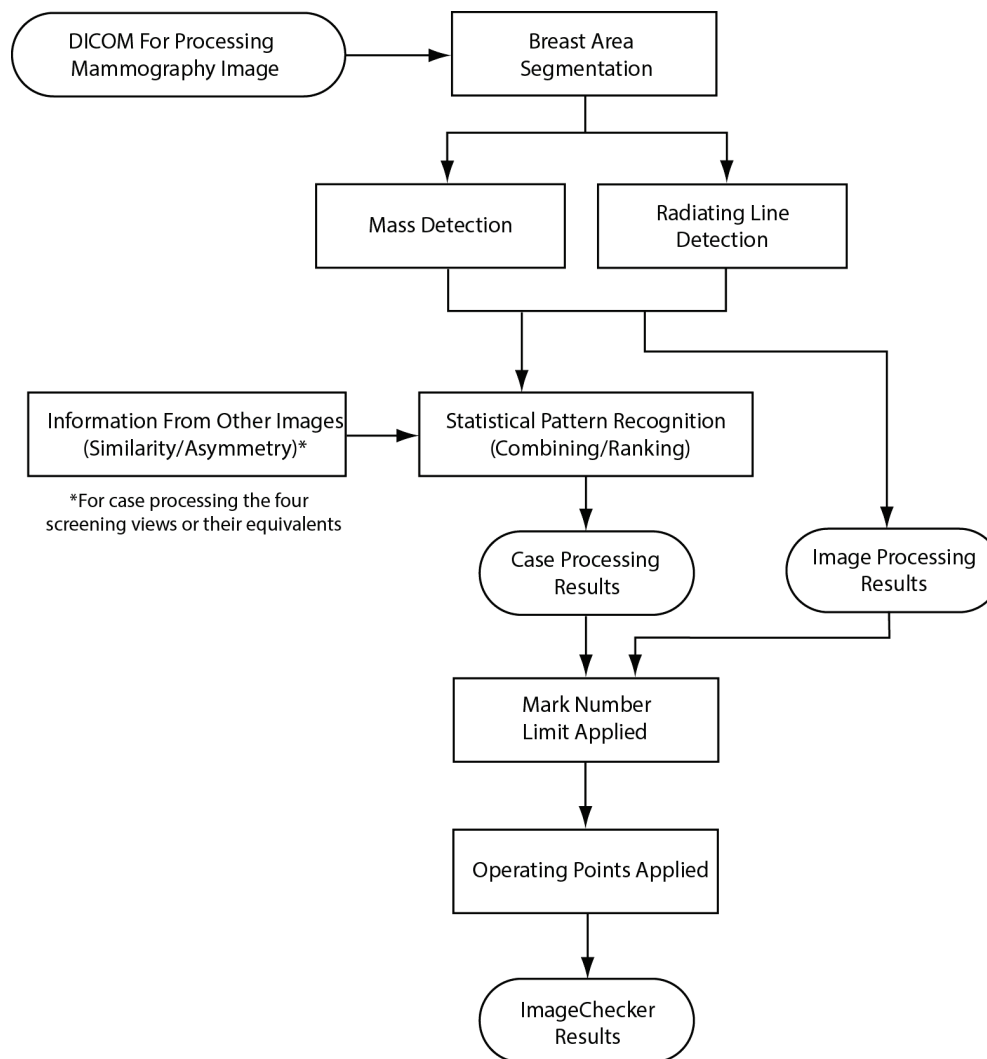 DICOM For Processing
Mammography Image
Breast Area
Segmentation
Mass Detection
Radiating Line
Detection
Information From Other Images
(Similarity/Asymmetry)*
Statistical Pattern Recognition
(Combining/Ranking)
*For case processing the four
screening views or their equivalents
Case Processing
Results
Image Processing
Results
Mark Number
Limit Applied
Operating Points Applied
ImageChecker
Results